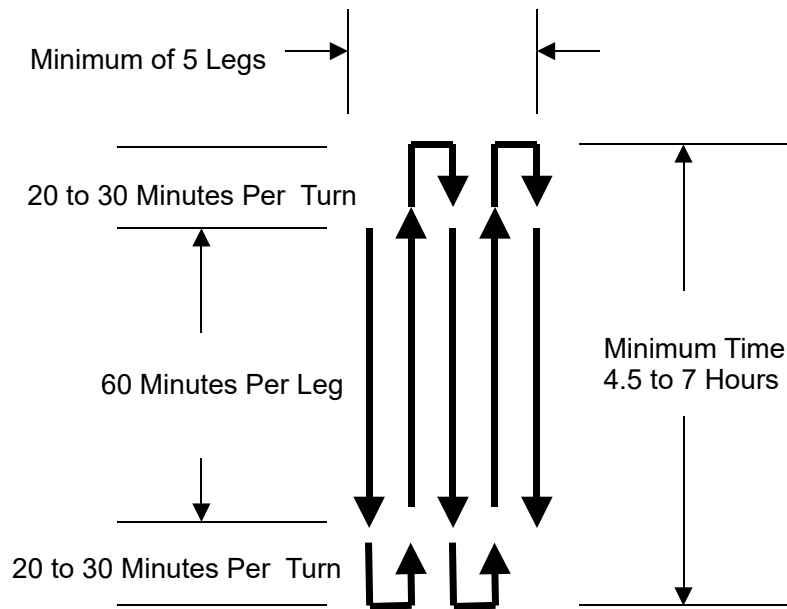 Minimum of 5 Legs
20 to 30 Minutes Per Turn
60 Minutes Per Leg
Minimum Time
4.5 to 7 Hours
20 to 30 Minutes Per Turn